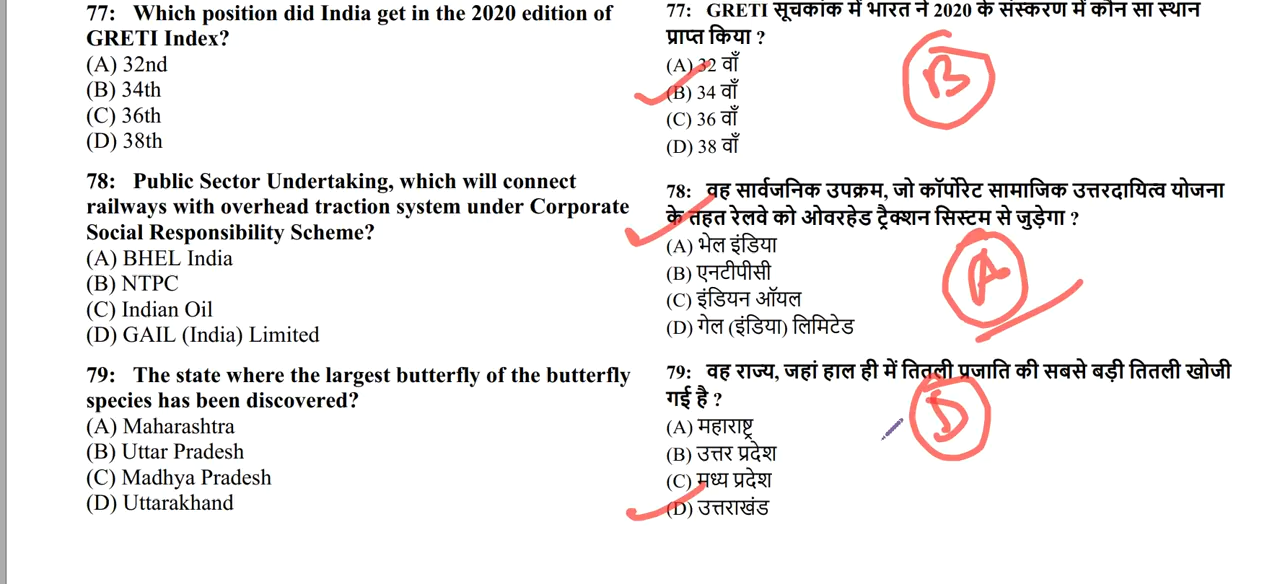 77: Which position did India get in the 2020 edition of
GRETI Index?
(A) 32nd
(B) 34th
(C) 36th
(D) 38th
78: Public Sector Undertaking, which will connect
railways with overhead traction system under Corporate
Social Responsibility Scheme?
(A) BHEL India
(B) NTPC
(C) Indian Oil
(D) GAIL (India) Limited
79: The state where the largest butterfly of the butterfly
species has been discovered?
(A) Maharashtra
(B) Uttar Pradesh
(C) Madhya Pradesh
(D) Uttarakhand
77: GRETI सूचकांक में भारत ने 2020 के संस्करण में कौन सा स्थान
प्राप्त किया ?
(A) 32 वाँ
(B) 34 वाँ
(C) 36 वाँ
(D) 38 वाँ
B
78: वह सार्वजनिक उपक्रम, जो कॉर्पोरेट सामाजिक उत्तरदायित्व योजना
के तहत रेलवे को ओवरहेड ट्रैक्शन सिस्टम से जुड़ेगा ?
(A) भेल इंडिया
(B) एनटीपीसी
(C) इंडियन ऑयल
(D) गेल (इंडिया) लिमिटेड
A
79: वह राज्य, जहां हाल ही में तितली प्रजाति की सबसे बड़ी तितली खोजी
गई है ?
(A) महाराष्ट्र
(B) उत्तर प्रदेश
(C) मध्य प्रदेश
(D) उत्तराखंड
D